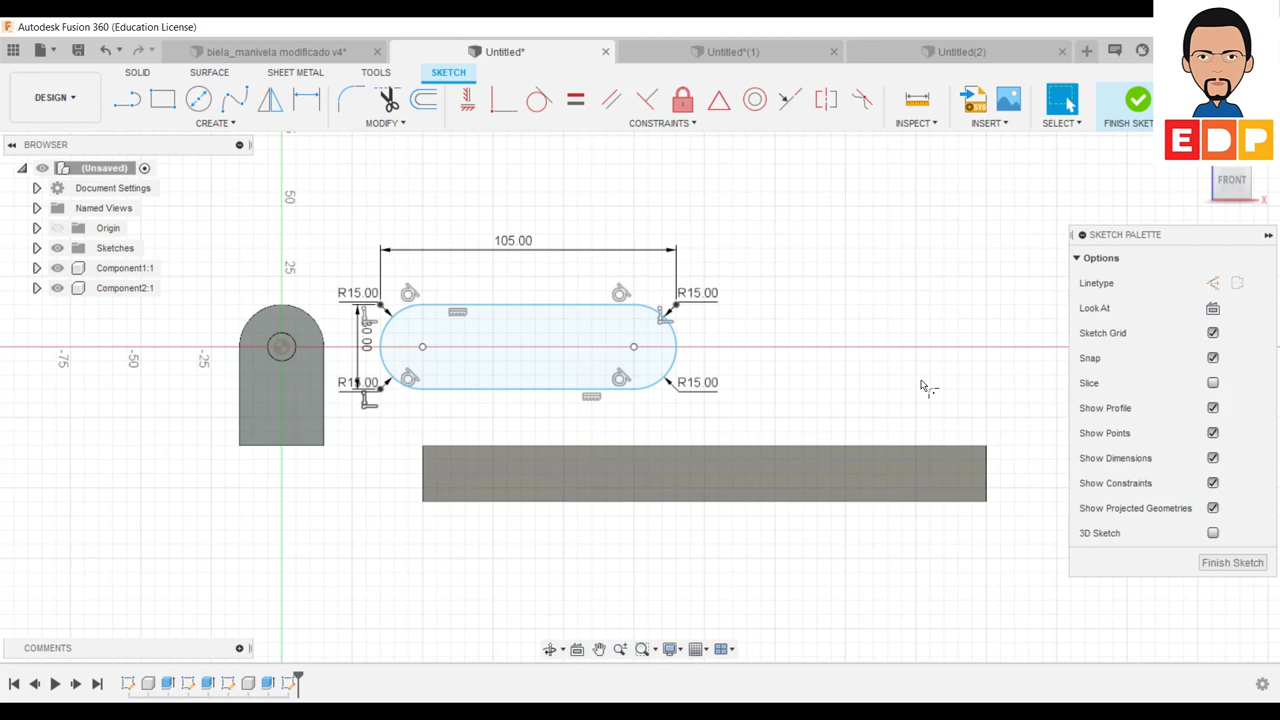 Autodesk Fusion 360 (Education License)
biela_manivela modificado v4*
Untitled*
Untitled*(1)
Untitled(2)
SOLID
SURFACE
SHEET METAL
TOOLS
SKETCH
DESIGN
CREATE
MODIFY
CONSTRAINTS
INSPECT
INSERT
SELECT
FINISH SKET
EDP
BROWSER
(Unsaved)
Document Settings
Named Views
Origin
Sketches
Component1:1
Component2:1
FRONT
X
50
25
-75
-50
-25
105.00
R15.00
R15.00
R15.00
R15.00
SKETCH PALETTE
Options
Linetype
Look At
Sketch Grid
Snap
Slice
Show Profile
Show Points
Show Dimensions
Show Constraints
Show Projected Geometries
3D Sketch
Finish Sketch
COMMENTS